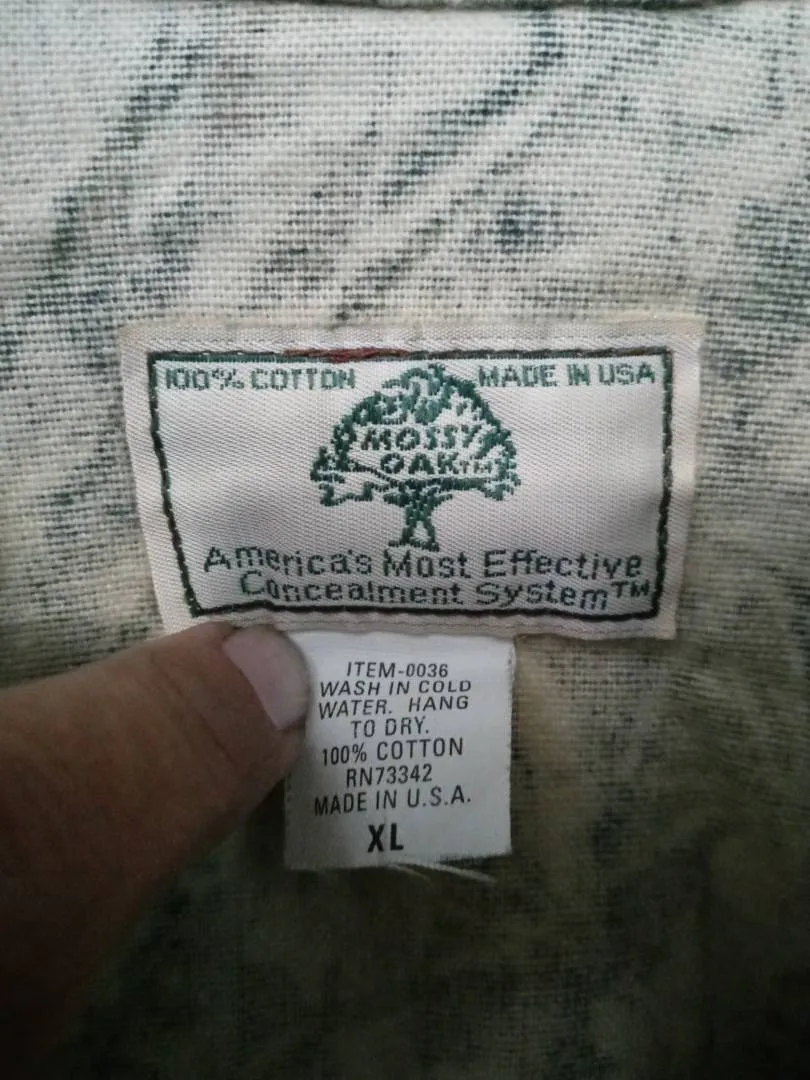 100% COTTON MADE IN USA
MOSSY
OAK™
America's Most Effective
Concealment System™
ITEM-0036
WASH IN COLD
WATER. HANG
TO DRY.
100% COTTON
RN73342
MADE IN U.S.A.
XL